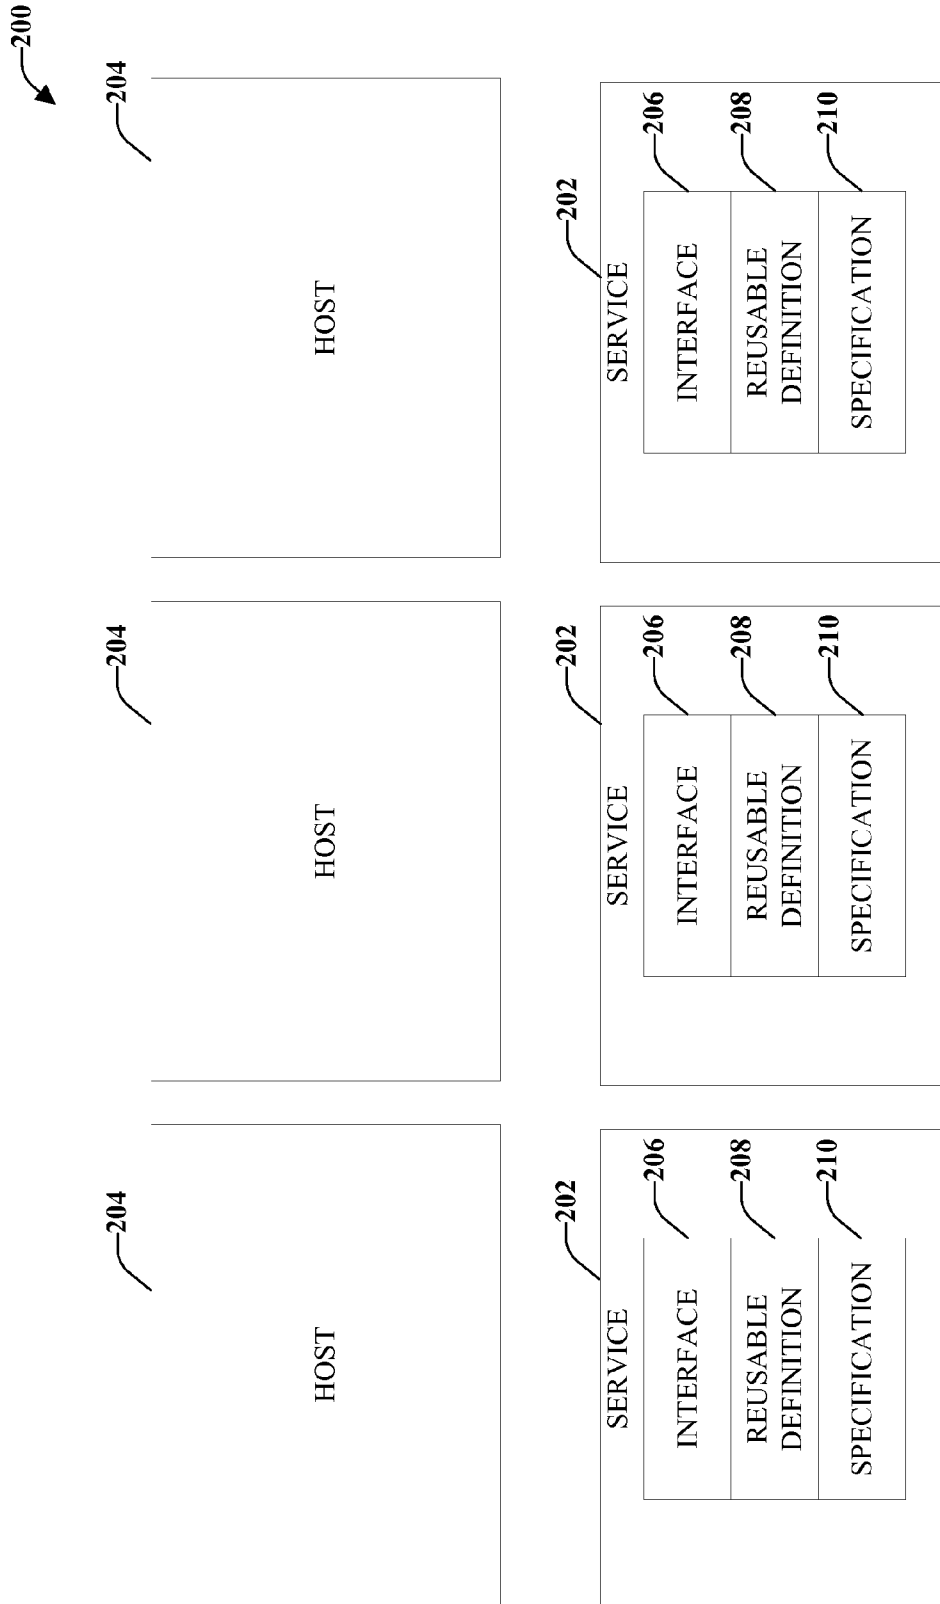 200
204
204
204
HOST
HOST
HOST
202
202
202
SERVICE
SERVICE
SERVICE
206
206
206
INTERFACE
INTERFACE
INTERFACE
208
208
208
REUSABLE
DEFINITION
REUSABLE
DEFINITION
REUSABLE
DEFINITION
210
210
210
SPECIFICATION
SPECIFICATION
SPECIFICATION